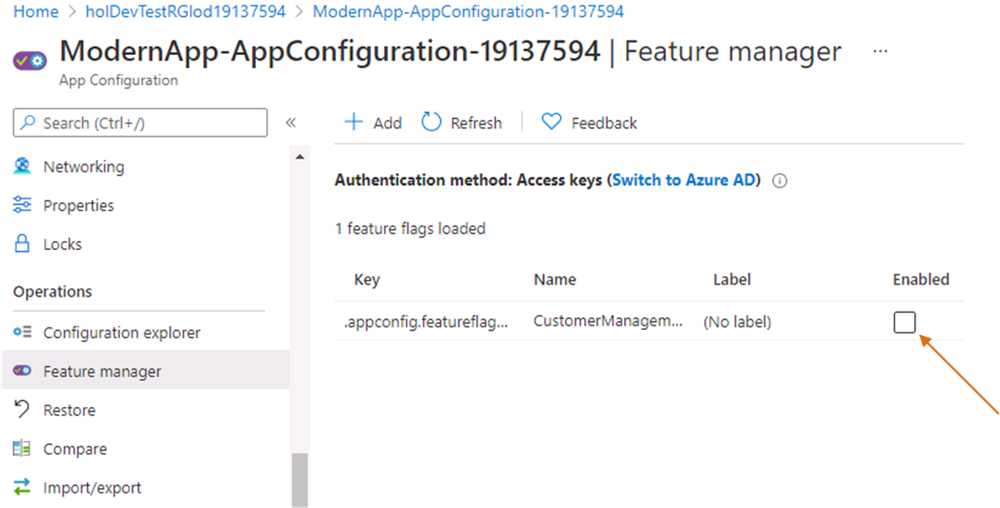 Home > holDevTestRGlod19137594 > ModernApp-AppConfiguration-19137594
ModernApp-AppConfiguration-19137594 | Feature manager ...
App Configuration
Search (Ctrl+/) «
+ Add Refresh Feedback
Networking
Properties
Locks
Operations
Configuration explorer
Feature manager
Restore
Compare
Import/export
Authentication method: Access keys (Switch to Azure AD)
1 feature flags loaded
Key Name Label Enabled
.appconfig.featureflag... CustomerManagem... (No label)